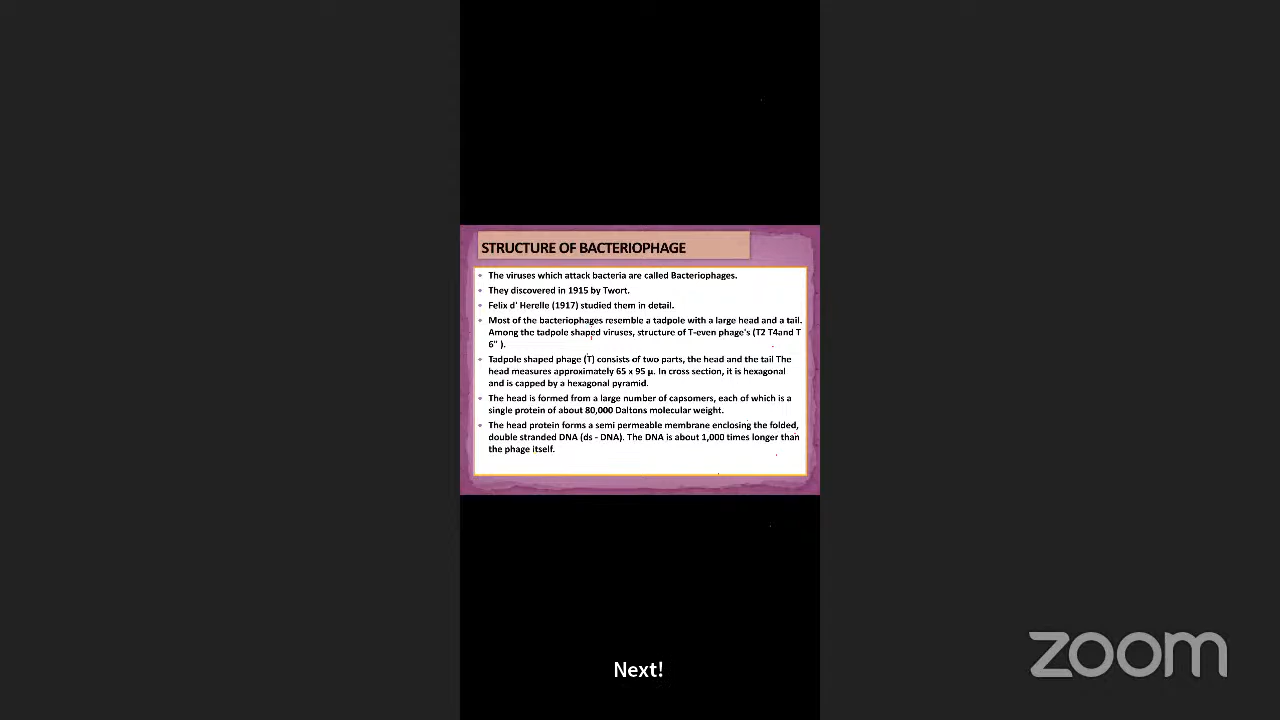 STRUCTURE OF BACTERIOPHAGE
• The viruses which attack bacteria are called Bacteriophages.
• They discovered in 1915 by Twort.
• Felix d' Herelle (1917) studied them in detail.
• Most of the bacteriophages resemble a tadpole with a large head and a tail.
Among the tadpole shaped viruses, structure of T-even phage's (T2 T4and T
6" ).
• Tadpole shaped phage (T) consists of two parts, the head and the tail The
head measures approximately 65 x 95 µ. In cross section, it is hexagonal
and is capped by a hexagonal pyramid.
• The head is formed from a large number of capsomers, each of which is a
single protein of about 80,000 Daltons molecular weight.
• The head protein forms a semi permeable membrane enclosing the folded,
double stranded DNA (ds - DNA). The DNA is about 1,000 times longer than
the phage itself.
Next!
zoom